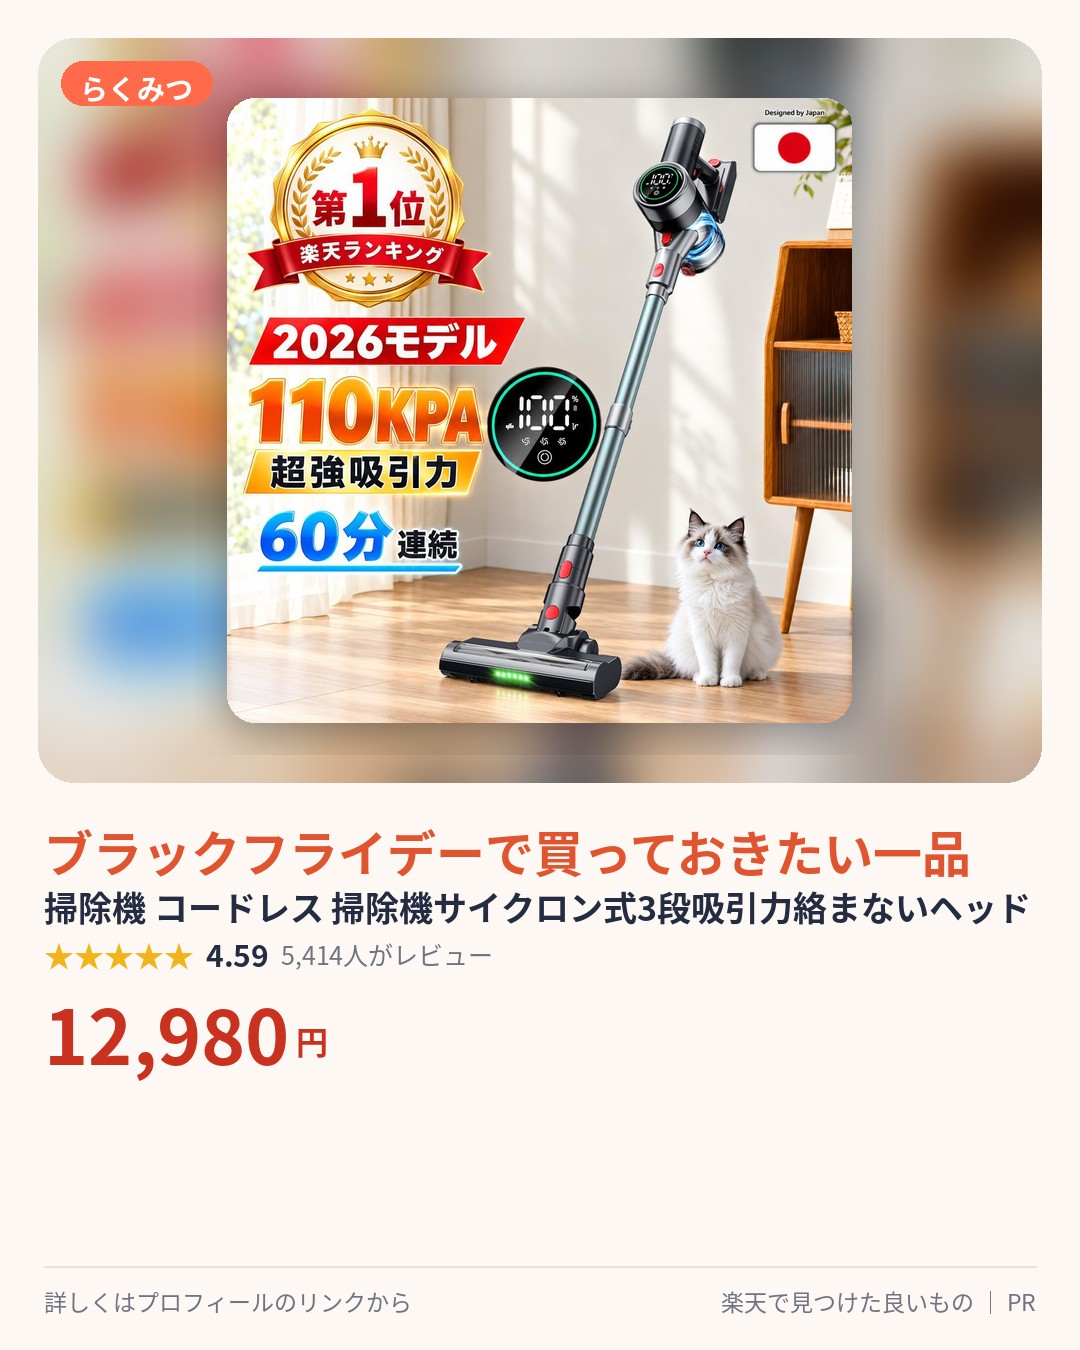 らくみつ
Designed by Japan
第1位
楽天ランキング
2026モデル
110KPA
超強吸引力
60分連続
100%
ブラックフライデーで買っておきたい一品
掃除機 コードレス 掃除機サイクロン式3段吸引力絡まないヘッド
★★★★★ 4.59 5,414人がレビュー
12,980円
詳しくはプロフィールのリンクから
楽天で見つけた良いもの｜PR